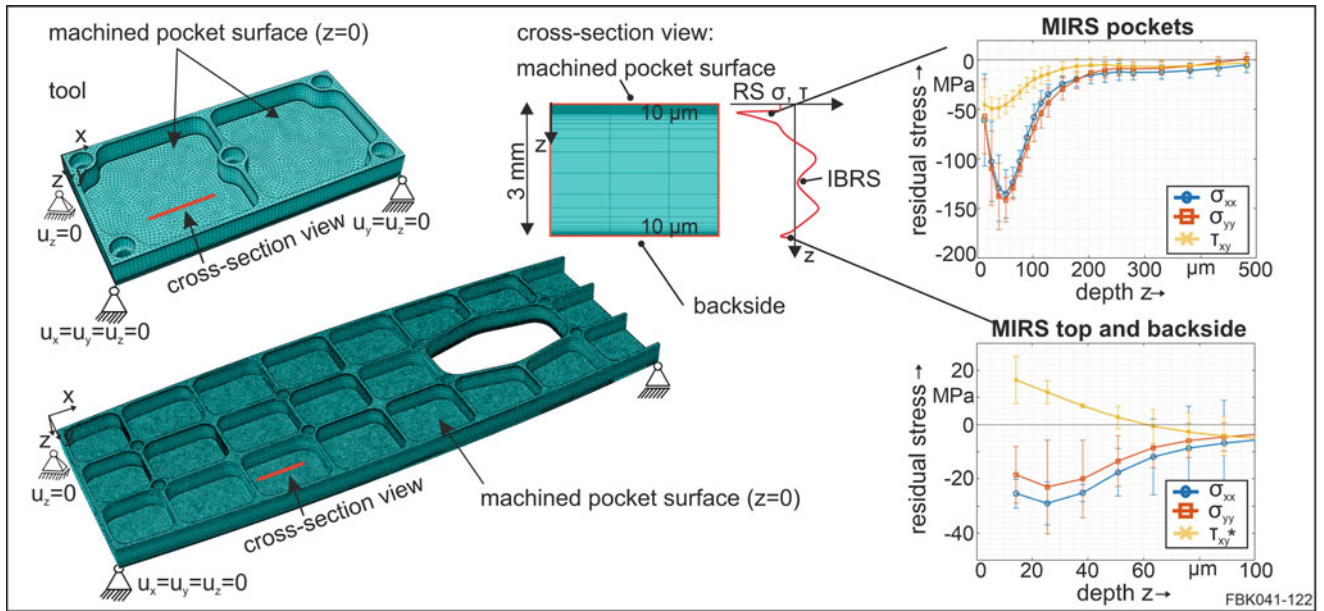 machined pocket surface (z=0)
tool
x
z
u_z=0
cross-section view
u_y=u_z=0
u_x=u_y=u_z=0
cross-section view:
machined pocket surface
RS σ, τ
10 µm
z
3 mm
IBRS
10 µm
z
backside
x
z
u_z=0
cross-section view
machined pocket surface (z=0)
u_x=u_y=u_z=0
MIRS pockets
residual stress→
0
MPa
-50
-100
-150
-200
σ_xx
σ_yy
τ_xy
0 100 200 300 µm 500
depth z→
MIRS top and backside
residual stress→
20
MPa
0
-20
-40
σ_xx
σ_yy
τ_xy*
0 20 40 60 µm 100
depth z→
FBK041-122